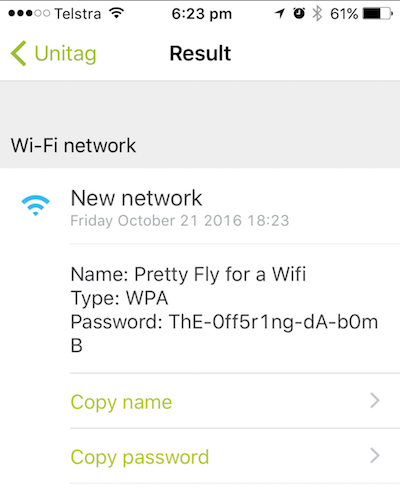 Telstra 6:23 pm 61%
Unitag Result
Wi-Fi network
New network
Friday October 21 2016 18:23
Name: Pretty Fly for a Wifi
Type: WPA
Password: ThE-0ff5r1ng-dA-b0m
B
Copy name
Copy password